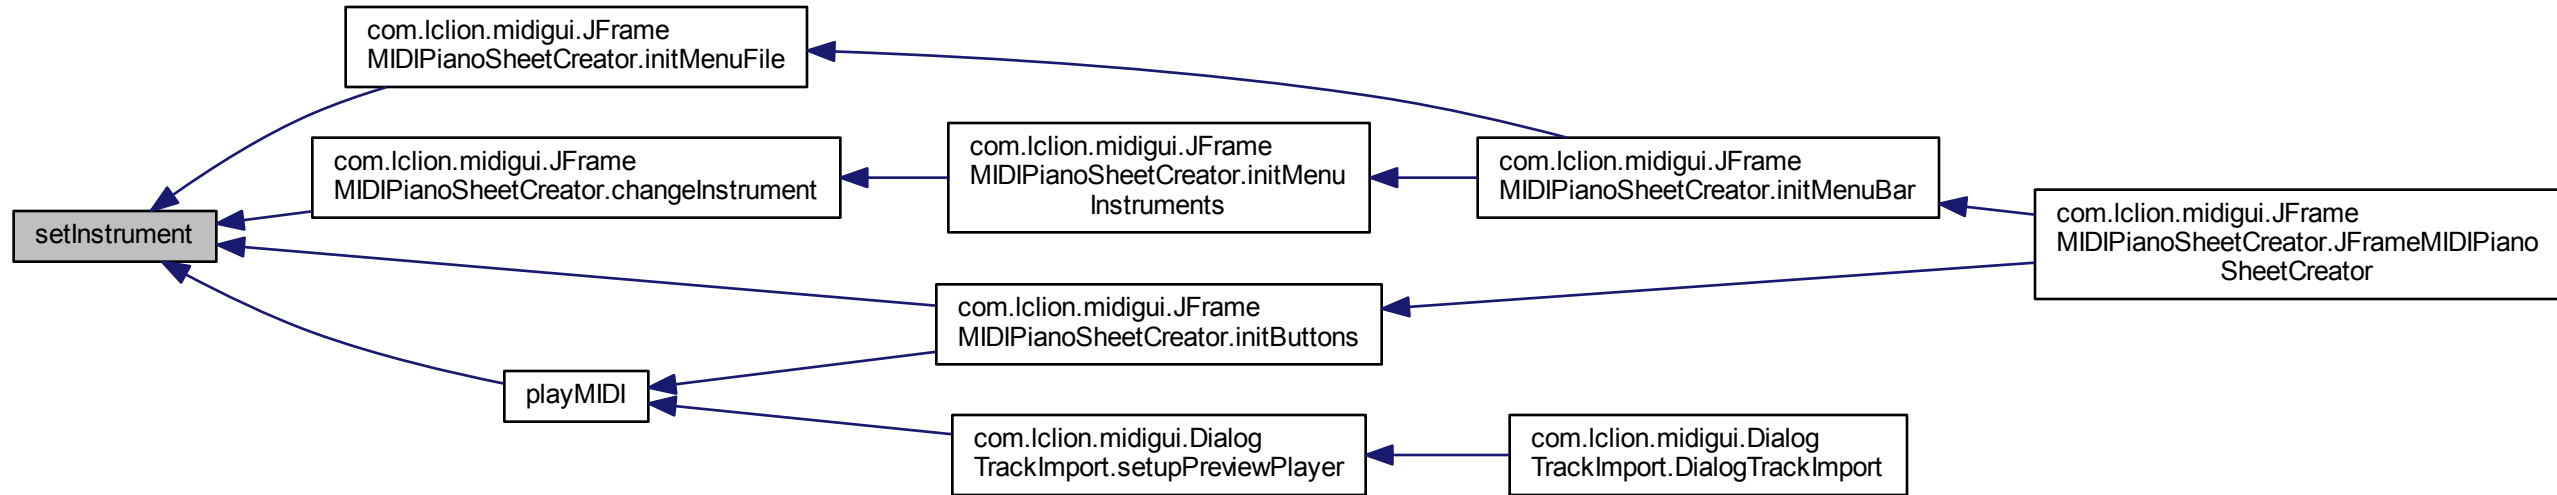 com.lclion.midigui.JFrame
MIDIPianoSheetCreator.initMenuFile
com.lclion.midigui.JFrame
MIDIPianoSheetCreator.changeInstrument
com.lclion.midigui.JFrame
MIDIPianoSheetCreator.initMenu
Instruments
com.lclion.midigui.JFrame
MIDIPianoSheetCreator.initMenuBar
com.lclion.midigui.JFrame
MIDIPianoSheetCreator.JFrameMIDIPiano
SheetCreator
setInstrument
com.lclion.midigui.JFrame
MIDIPianoSheetCreator.initButtons
playMIDI
com.lclion.midigui.Dialog
TrackImport.setupPreviewPlayer
com.lclion.midigui.Dialog
TrackImport.DialogTrackImport